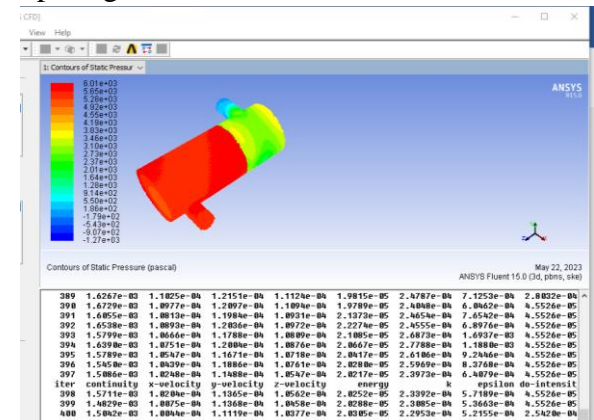 CFD]
View Help
1: Contours of Static Pressur
6.01e+03
5.65e+03
5.28e+03
4.92e+03
4.55e+03
4.19e+03
3.83e+03
3.46e+03
3.10e+03
2.73e+03
2.37e+03
2.01e+03
1.64e+03
1.28e+03
9.14e+02
5.50e+02
1.86e+02
-1.79e+02
-5.43e+02
-9.07e+02
-1.27e+03
ANSYS
R15.0
Contours of Static Pressure (pascal)
May 22, 2023
ANSYS Fluent 15.0 (3d, pbns, ske)
389 1.6267e-03 1.1025e-04 1.2151e-04 1.1124e-04 1.9815e-05 2.4787e-04 7.1253e-04 2.8032e-04
390 1.6729e-03 1.0977e-04 1.2097e-04 1.1094e-04 1.9789e-05 2.4048e-04 6.0462e-04 4.5526e-05
391 1.6055e-03 1.0813e-04 1.1984e-04 1.0931e-04 2.1373e-05 2.4654e-04 7.6542e-04 4.5526e-05
392 1.6538e-03 1.0893e-04 1.2036e-04 1.0972e-04 2.2274e-05 2.4555e-04 6.8976e-04 4.5526e-05
393 1.5799e-03 1.0666e-04 1.1788e-04 1.0809e-04 2.1085e-05 2.6873e-04 1.6937e-03 4.5526e-05
394 1.6390e-03 1.0751e-04 1.2004e-04 1.0876e-04 2.0667e-05 2.7788e-04 1.1880e-03 4.5526e-05
395 1.5789e-03 1.0547e-04 1.1671e-04 1.0718e-04 2.0417e-05 2.6106e-04 9.2446e-04 4.5526e-05
396 1.5450e-03 1.0439e-04 1.1886e-04 1.0761e-04 2.0280e-05 2.5969e-04 8.3768e-04 4.5526e-05
397 1.5086e-03 1.0248e-04 1.1488e-04 1.0547e-04 2.0217e-05 2.3973e-04 6.4079e-04 4.5526e-05
iter continuity x-velocity y-velocity z-velocity energy k epsilon do-intensit
398 1.5711e-03 1.0204e-04 1.1365e-04 1.0562e-04 2.0252e-05 2.3392e-04 5.7189e-04 4.5526e-05
399 1.4829e-03 1.0075e-04 1.1368e-04 1.0458e-04 2.0288e-05 2.3085e-04 5.3663e-04 4.5526e-05
400 1.5042e-03 1.0044e-04 1.1119e-04 1.0377e-04 2.0305e-05 2.2953e-04 5.2155e-04 2.5420e-04